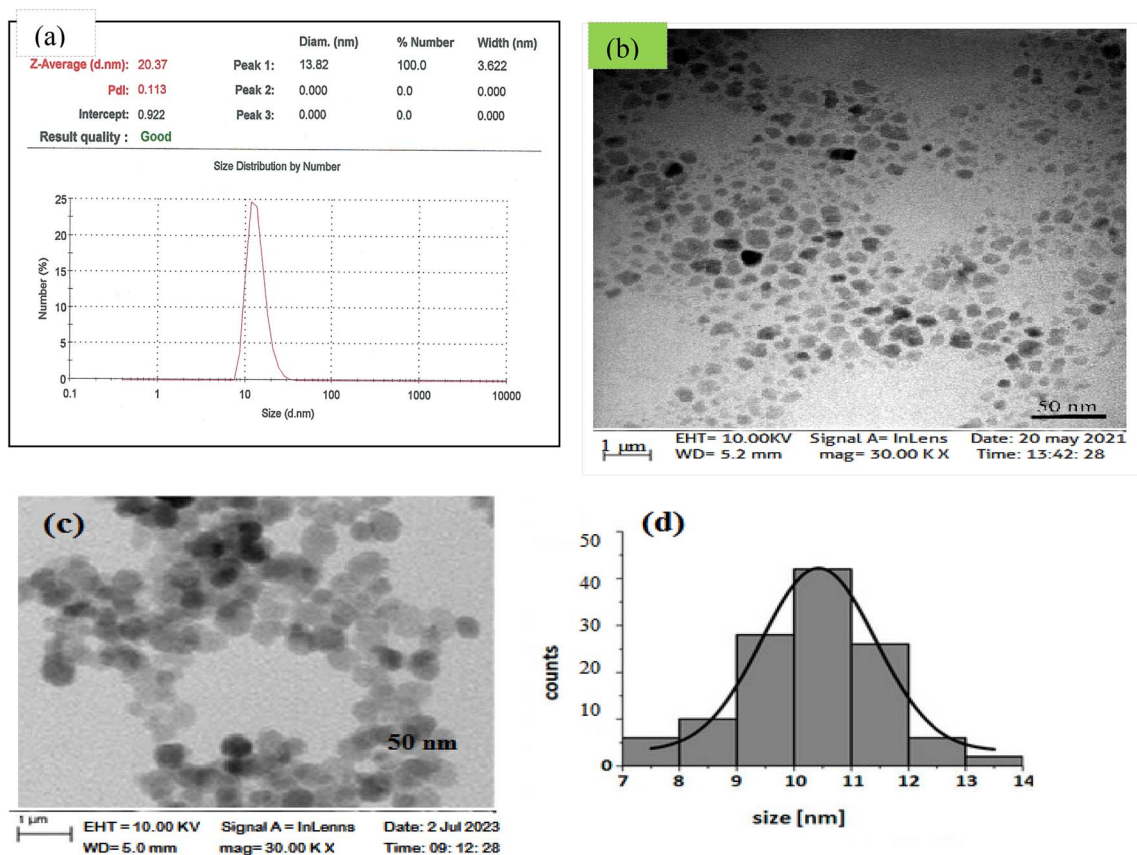 (a)
Diam. (nm) % Number Width (nm)
Z-Average (d.nm): 20.37 Peak 1: 13.82 100.0 3.622
PdI: 0.113 Peak 2: 0.000 0.0 0.000
Intercept: 0.922 Peak 3: 0.000 0.0 0.000
Result quality : Good
Size Distribution by Number
25
20
15
10
5
0
Number (%)
0.1 1 10 100 1000 10000
Size (d.nm)
(b)
50 nm
1 μm
EHT= 10.00KV Signal A= InLens Date: 20 may 2021
WD= 5.2 mm mag= 30.00 K X Time: 13:42: 28
(c)
50 nm
1 μm
EHT = 10.00 KV Signal A = InLenns Date: 2 Jul 2023
WD= 5.0 mm mag= 30.00 K X Time: 09: 12: 28
(d)
50
40
30
20
10
0
counts
7 8 9 10 11 12 13 14
size [nm]